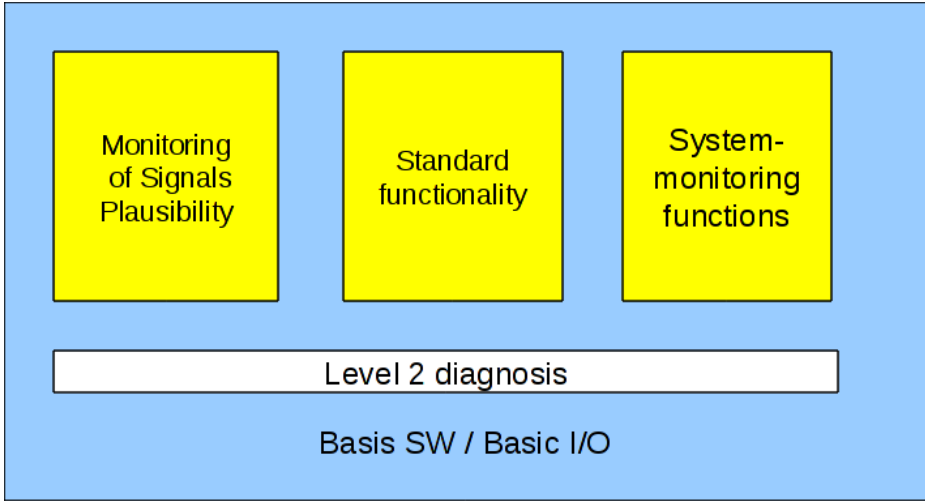 Monitoring
of Signals
Plausibility
Standard
functionality
System-
monitoring
functions
Level 2 diagnosis
Basis SW / Basic I/O